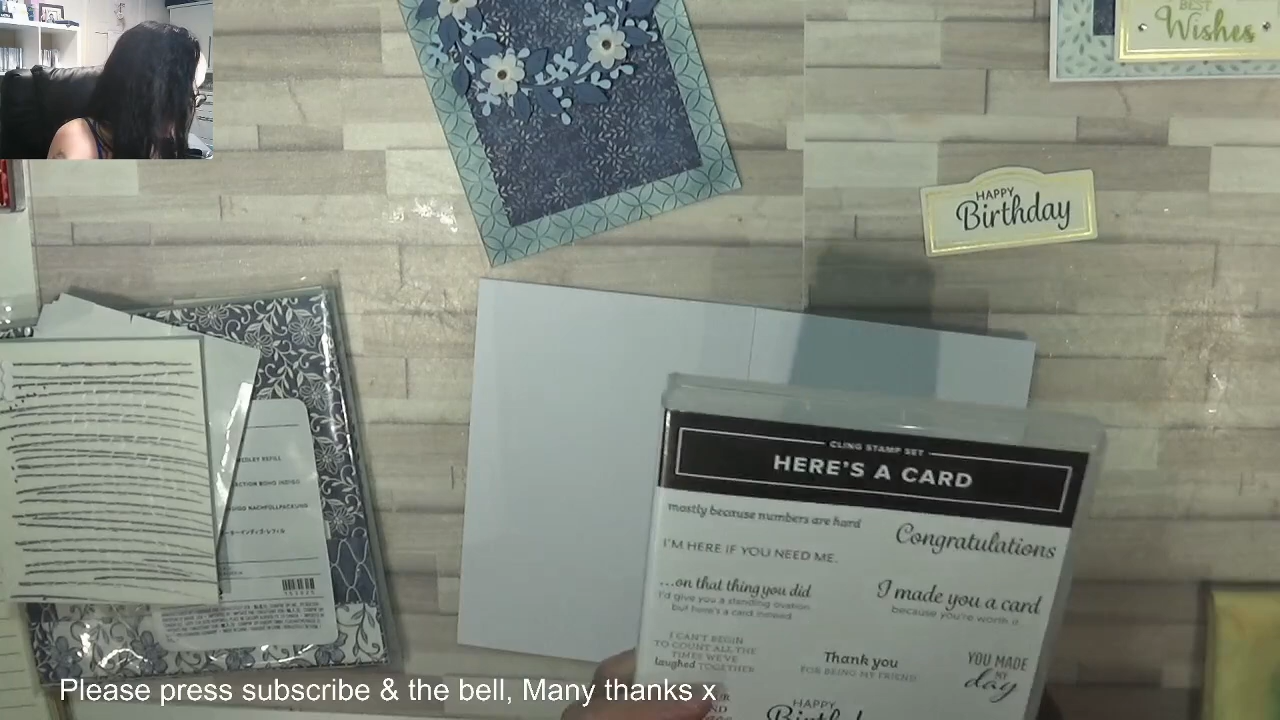 BEST
Wishes
HAPPY
Birthday
CLING STAMP SET
HERE'S A CARD
mostly because numbers are hard
Congratulations
I'M HERE IF YOU NEED ME.
...on that thing you did
I'd give you a standing ovation
but here's a card instead
I made you a card
because you're worth it
I CAN'T BEGIN
TO COUNT ALL THE
TIMES WE'VE
laughed TOGETHER
Thank you
FOR BEING MY FRIEND
YOU MADE
MY
day
HAPPY
Please press subscribe & the bell, Many thanks x